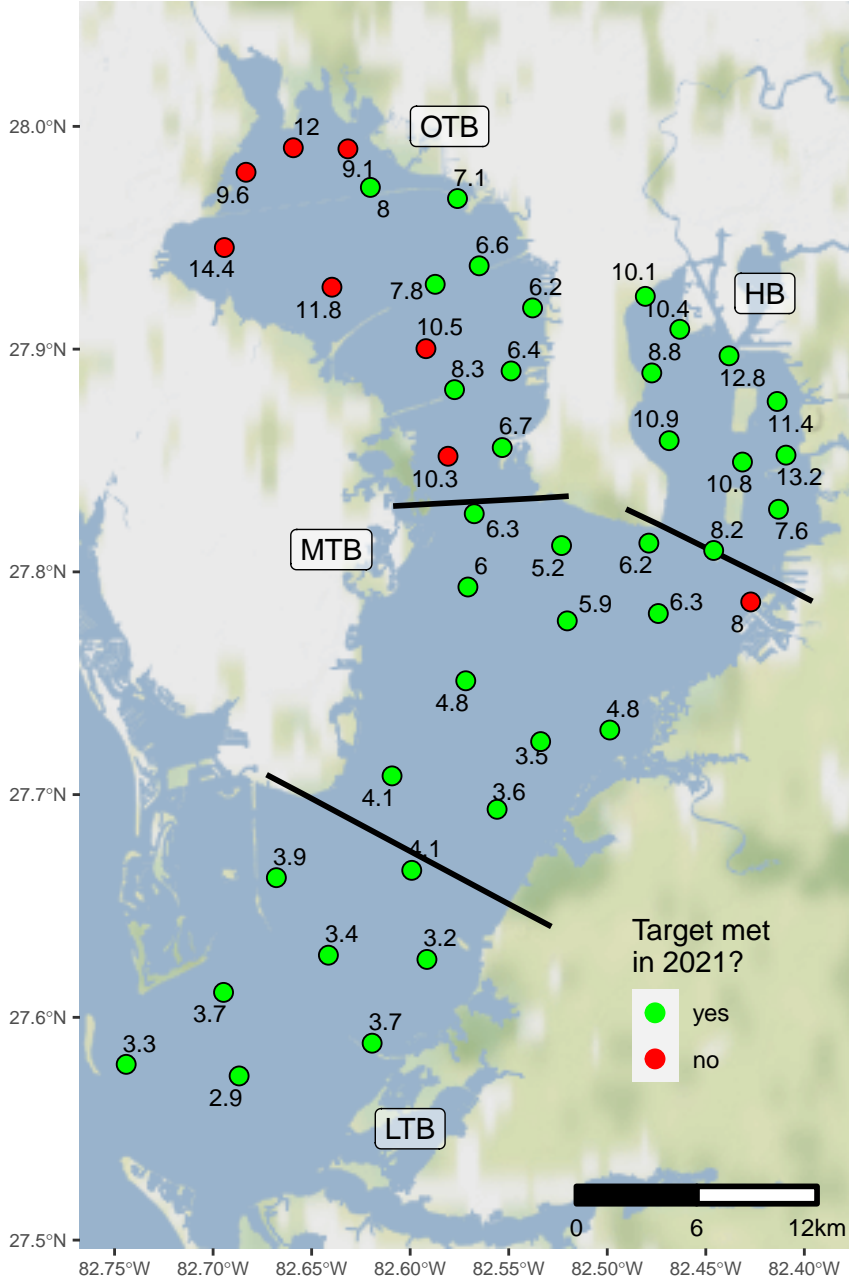 28.0°N
27.9°N
27.8°N
27.7°N
27.6°N
27.5°N
12
OTB
9.1
9.6
8
7.1
14.4
6.6
7.8
6.2
11.8
10.5
6.4
8.3
6.7
10.3
10.1
HB
10.4
8.8
12.8
11.4
10.9
10.8
13.2
7.6
8.2
MTB
6.3
5.2
6.2
6
5.9
6.3
8
4.8
4.8
3.5
4.1
3.6
4.1
3.9
3.4
3.2
3.7
3.7
3.3
2.9
LTB
Target met
in 2021?
yes
no
0 6 12km
82.75°W 82.70°W 82.65°W 82.60°W 82.55°W 82.50°W 82.45°W 82.40°W